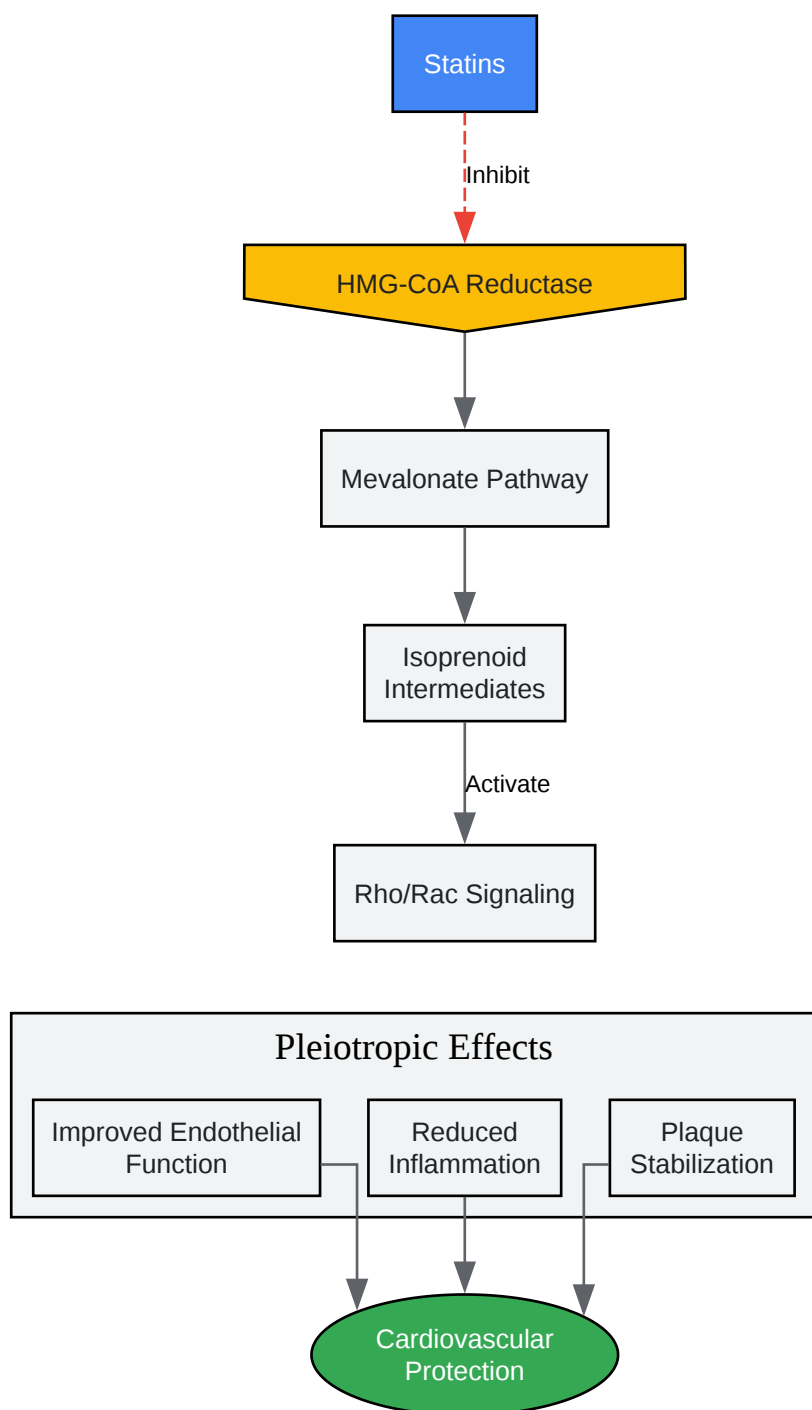 Statins
Inhibit
HMG-CoA Reductase
Mevalonate Pathway
Isoprenoid
Intermediates
Activate
Rho/Rac Signaling
Pleiotropic Effects
Improved Endothelial
Function
Reduced
Inflammation
Plaque
Stabilization
Cardiovascular
Protection